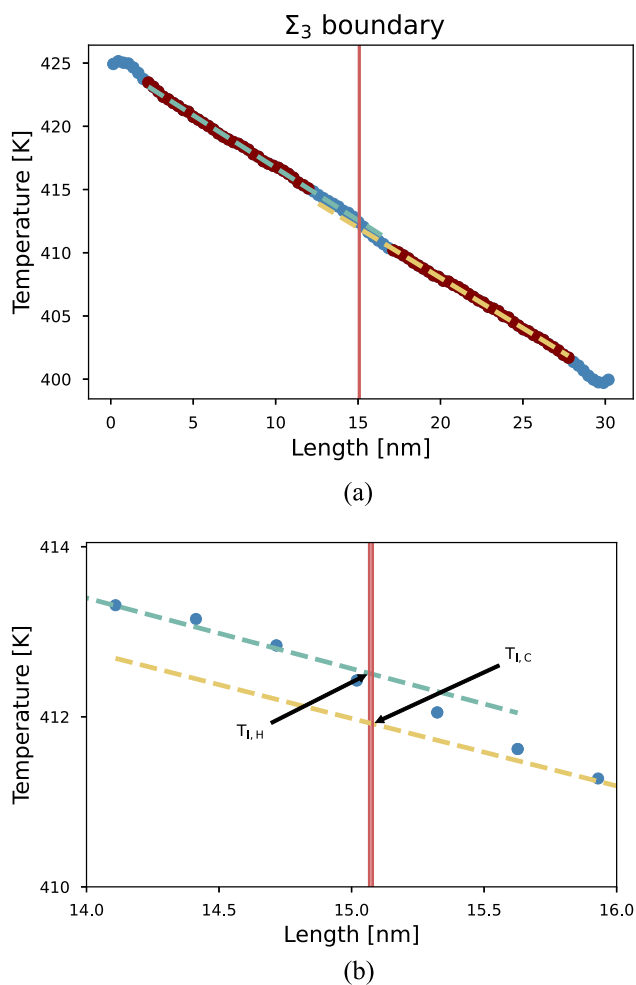 Σ3 boundary
Temperature [K]
425
420
415
410
405
400
0 5 10 15 20 25 30
Length [nm]
(a)
Temperature [K]
414
412
410
T_I,C
T_I,H
14.0 14.5 15.0 15.5 16.0
Length [nm]
(b)